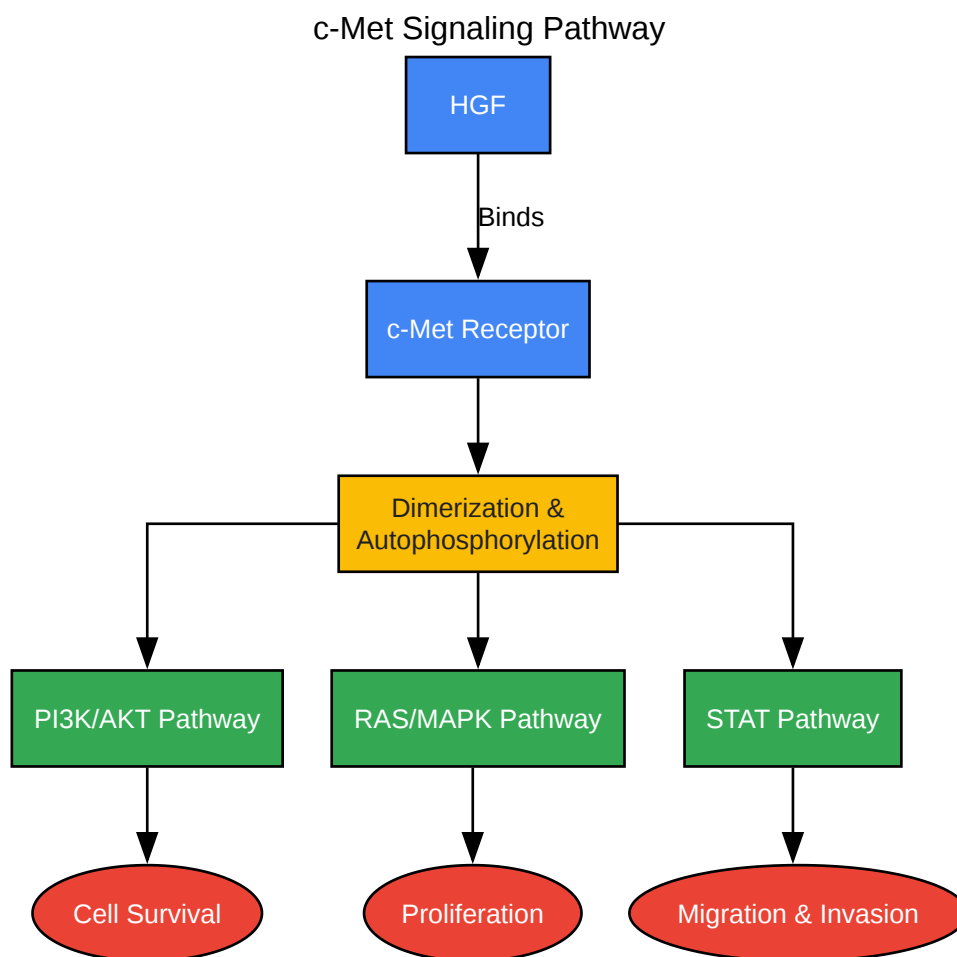 c-Met Signaling Pathway
HGF
Binds
c-Met Receptor
Dimerization &
Autophosphorylation
PI3K/AKT Pathway
RAS/MAPK Pathway
STAT Pathway
Cell Survival
Proliferation
Migration & Invasion